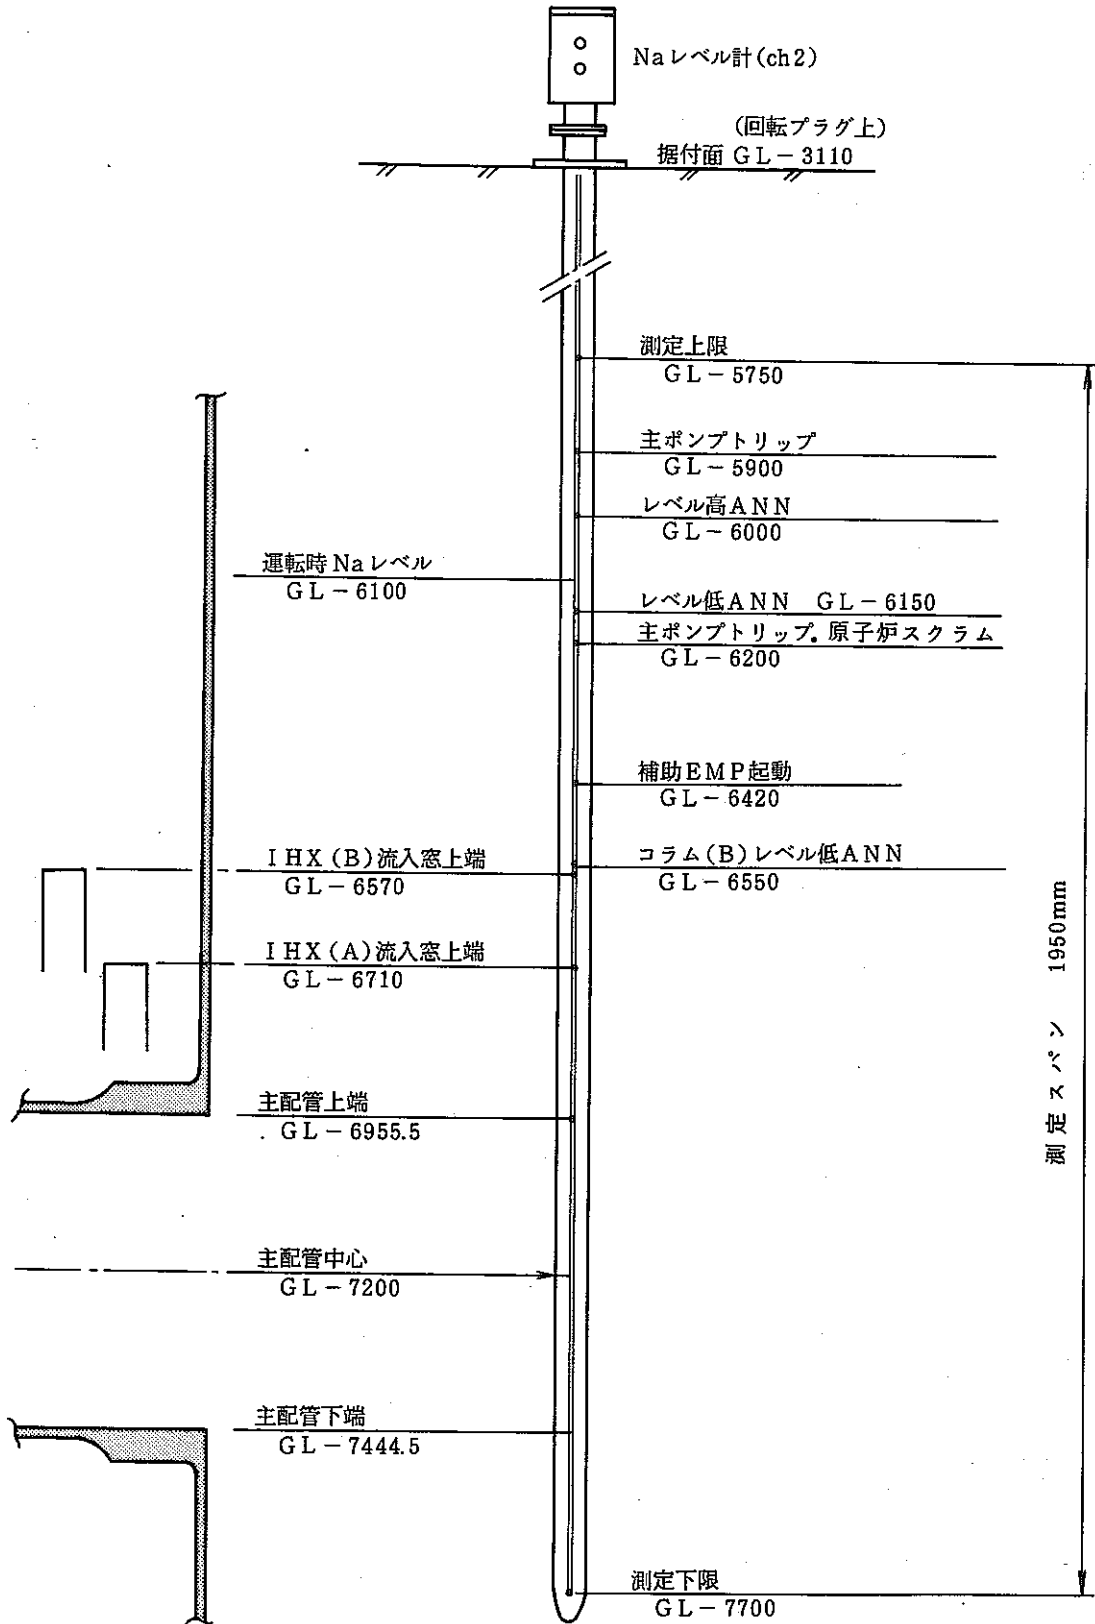 Naレベル計(ch2)
(回転プラグ上)
据付面 GL-3110
測定上限
GL-5750
主ポンプトリップ
GL-5900
レベル高ANN
GL-6000
運転時Naレベル
GL-6100
レベル低ANN GL-6150
主ポンプトリップ. 原子炉スクラム
GL-6200
補助EMP起動
GL-6420
IHX(B)流入窓上端
GL-6570
コラム(B)レベル低ANN
GL-6550
IHX(A)流入窓上端
GL-6710
主配管上端
GL-6955.5
主配管中心
GL-7200
主配管下端
GL-7444.5
測定下限
GL-7700
測定スパン 1950mm